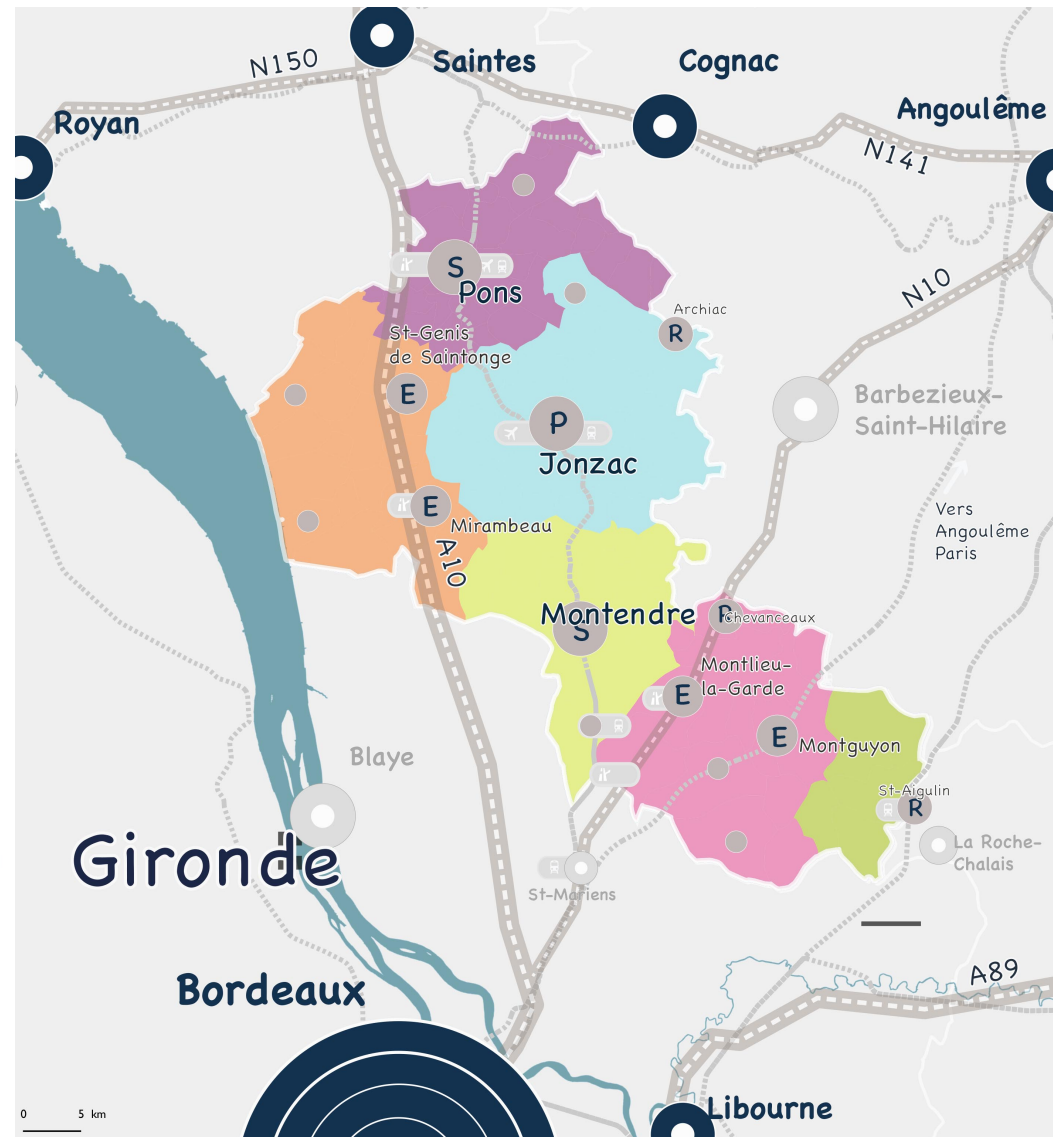 Saintes
Cognac
N150
Angoulême
Royan
N141
S
Pons
N10
Archiac
R
St-Genis
de Saintonge
E
Barbezieux-
Saint-Hilaire
P
Jonzac
E
Mirambeau
Vers
Angoulême
Paris
A10
Montendre
S
R
Chevanceaux
Montlieu-
la-Garde
E
E
Montguyon
Blaye
St-Aigulin
R
Gironde
La Roche-
Chalais
St-Mariens
A89
Bordeaux
0 5 km
Libourne